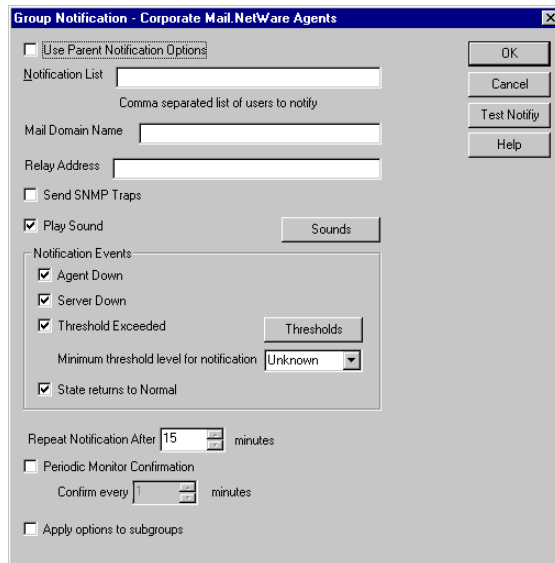 Group Notification - Corporate Mail.NetWare Agents
Use Parent Notification Options
OK
Notification List
Cancel
Comma separated list of users to notify
Test Notifiy
Mail Domain Name
Help
Relay Address
Send SNMP Traps
Play Sound
Sounds
Notification Events
Agent Down
Server Down
Threshold Exceeded
Thresholds
Minimum threshold level for notification Unknown
State returns to Normal
Repeat Notification After 15 minutes
Periodic Monitor Confirmation
Confirm every 1 minutes
Apply options to subgroups